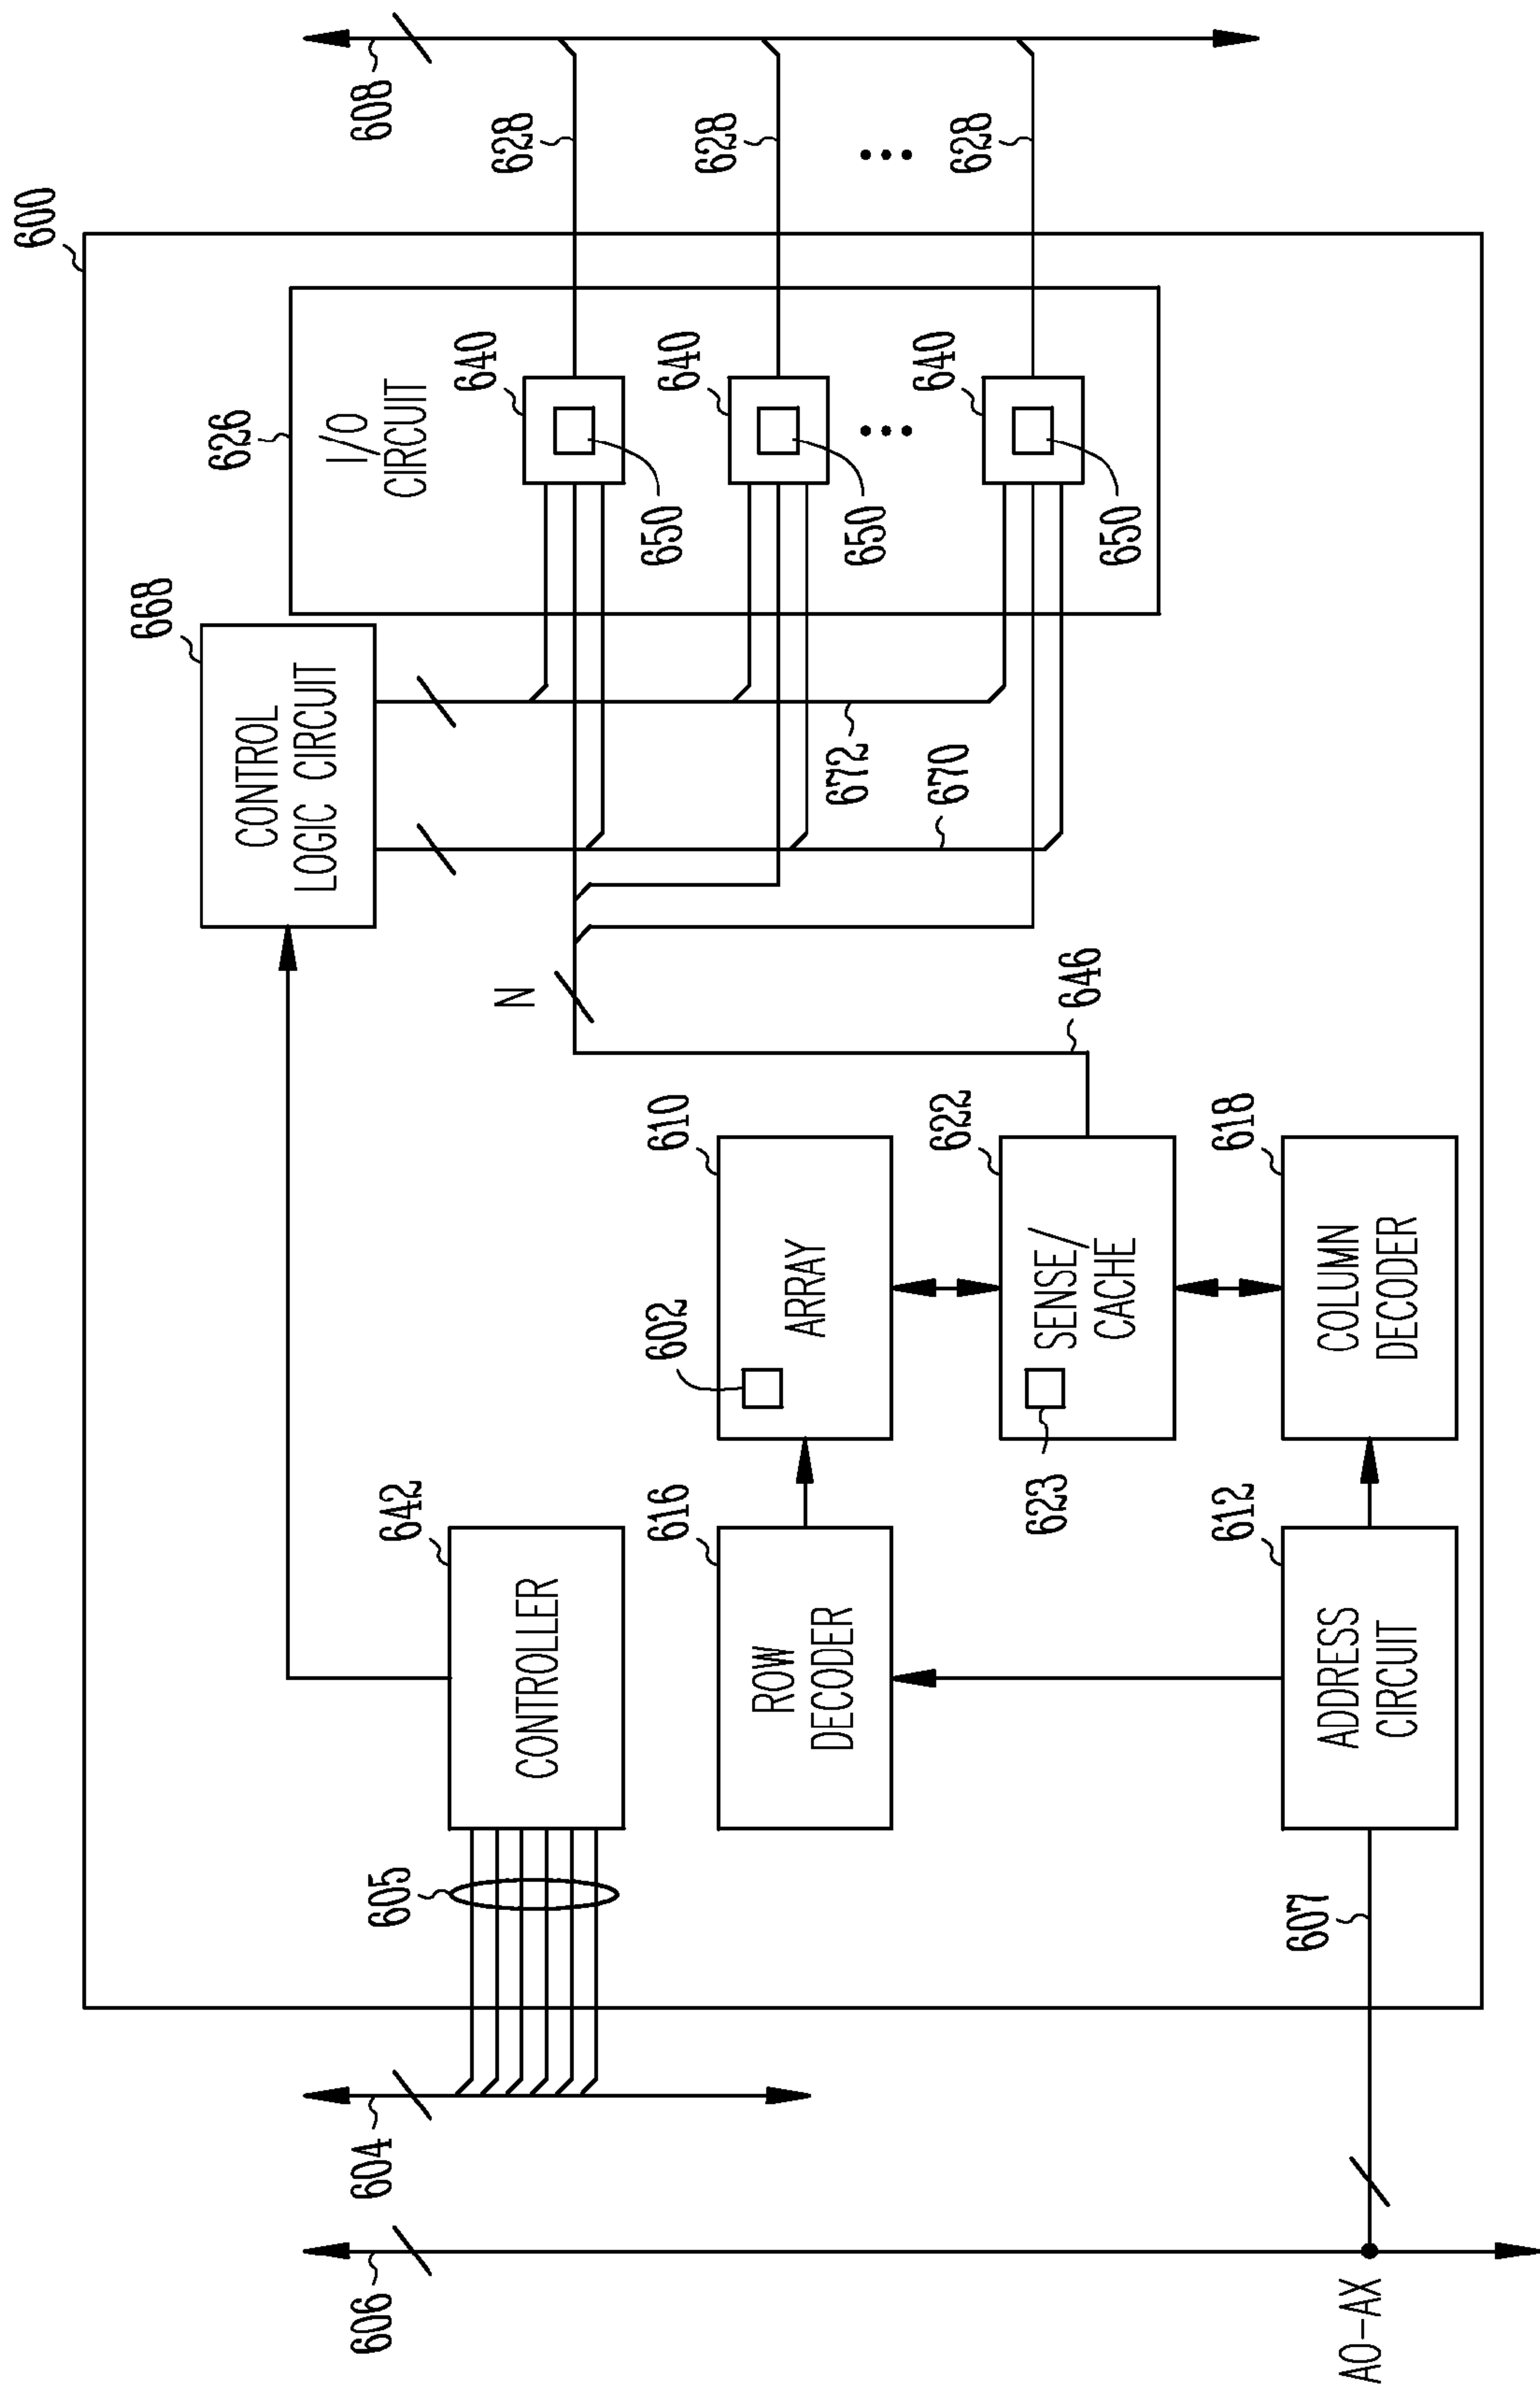 600
626
I/O
CIRCUIT
668
CONTROL
LOGIC CIRCUIT
608
628
628
628
640
640
640
650
650
650
672
670
N
646
642
CONTROLLER
605
604
606
616
ROW
DECODER
610
602
ARRAY
622
623
SENSE/
CACHE
612
ADDRESS
CIRCUIT
618
COLUMN
DECODER
607
AO-AX